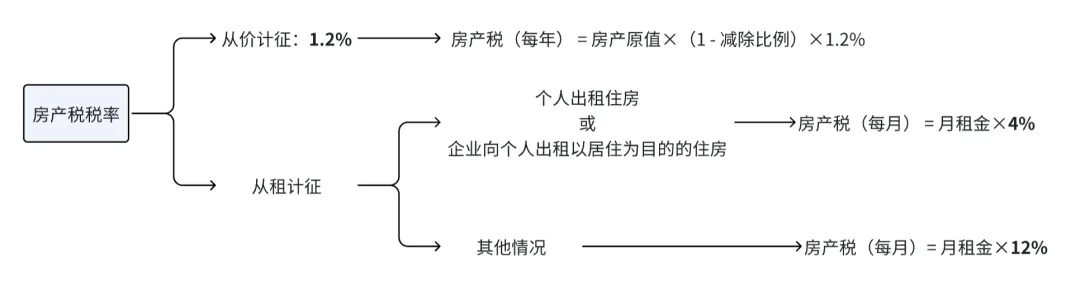 房产税税率
从价计征：1.2%
房产税（每年）= 房产原值×（1 - 减除比例）×1.2%
从租计征
个人出租住房
或
企业向个人出租以居住为目的的住房
房产税（每月）= 月租金×4%
其他情况
房产税（每月）= 月租金×12%